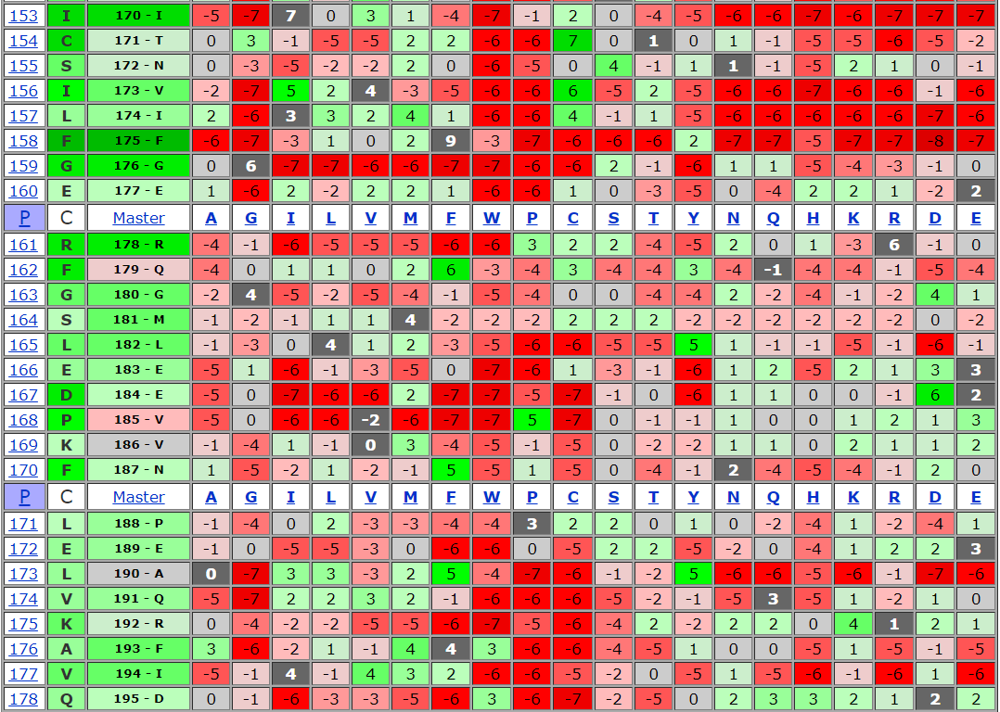 153 I 170 - I -5 -7 7 0 3 1 -4 -7 -1 2 0 -4 -5 -6 -6 -7 -6 -7 -7 -7
154 C 171 - T 0 3 -1 -5 -5 2 2 -6 -6 7 0 1 0 1 -1 -5 -5 -6 -5 -2
155 S 172 - N 0 -3 -5 -2 -2 2 0 -6 -5 0 4 -1 1 1 -1 -5 2 1 0 -1
156 I 173 - V -2 -7 5 2 4 -3 -5 -6 -6 6 -5 2 -5 -6 -6 -7 -6 -6 -1 -6
157 L 174 - I 2 -6 3 3 2 4 1 -6 -6 4 -1 1 -5 -6 -6 -6 -6 -6 -7 -6
158 F 175 - F -6 -7 -3 1 0 2 9 -3 -7 -6 -6 -6 2 -7 -7 -5 -7 -7 -8 -7
159 G 176 - G 0 6 -7 -7 -6 -6 -7 -7 -6 -6 2 -1 -6 1 1 -5 -4 -3 -1 0
160 E 177 - E 1 -6 2 -2 2 2 1 -6 -6 1 0 -3 -5 0 -4 2 2 1 -2 2
P C Master A G I L V M F W P C S T Y N Q H K R D E
161 R 178 - R -4 -1 -6 -5 -5 -5 -6 -6 3 2 2 -4 -5 2 0 1 -3 6 -1 0
162 F 179 - Q -4 0 1 1 0 2 6 -3 -4 3 -4 -4 3 -4 -1 -4 -4 -1 -5 -4
163 G 180 - G -2 4 -5 -2 -5 -4 -1 -5 -4 0 0 -4 -4 2 -2 -4 -1 -2 4 1
164 S 181 - M -1 -2 -1 1 1 4 -2 -2 -2 2 2 2 -2 -2 -2 -2 -2 -2 0 -2
165 L 182 - L -1 -3 0 4 1 2 -3 -5 -6 -6 -5 -5 5 1 -1 -1 -5 -1 -6 -1
166 E 183 - E -5 1 -6 -1 -3 -5 0 -7 -6 1 -3 -1 -6 1 2 -5 2 1 3 3
167 D 184 - E -5 0 -7 -6 -6 2 -7 -7 -5 -7 -1 0 -6 1 1 0 0 -1 6 2
168 P 185 - V -5 0 -6 -6 -2 -6 -7 -7 5 -7 0 -1 -1 1 0 0 1 2 1 3
169 K 186 - V -1 -4 1 -1 0 3 -4 -5 -1 -5 0 -2 -2 1 1 0 2 1 1 2
170 F 187 - N 1 -5 -2 1 -2 -1 5 -5 1 -5 0 -4 -1 2 -4 -5 -4 -1 2 0
P C Master A G I L V M F W P C S T Y N Q H K R D E
171 L 188 - P -1 -4 0 2 -3 -3 -4 -4 3 2 2 0 1 0 -2 -4 1 -2 -4 1
172 E 189 - E -1 0 -5 -5 -3 0 -6 -6 0 -5 2 2 -5 -2 0 -4 1 2 2 3
173 L 190 - A 0 -7 3 3 -3 2 5 -4 -7 -6 -1 -2 5 -6 -6 -5 -6 -1 -7 -6
174 V 191 - Q -5 -7 2 2 3 2 -1 -6 -6 -6 -5 -2 -1 -5 3 -5 1 -2 1 0
175 K 192 - R 0 -4 -2 -2 -5 -5 -6 -7 -5 -6 -4 2 -2 2 2 0 4 1 2 1
176 A 193 - F 3 -6 -2 1 -1 4 4 3 -6 -6 -4 -5 1 0 0 -5 1 -5 -1 -5
177 V 194 - I -5 -1 4 -1 4 3 2 -6 -6 -5 -2 0 -5 1 -5 -6 -1 -6 1 -6
178 Q 195 - D 0 -1 -6 -3 -3 -5 -6 3 -6 -7 -2 -5 0 2 3 3 2 1 2 2